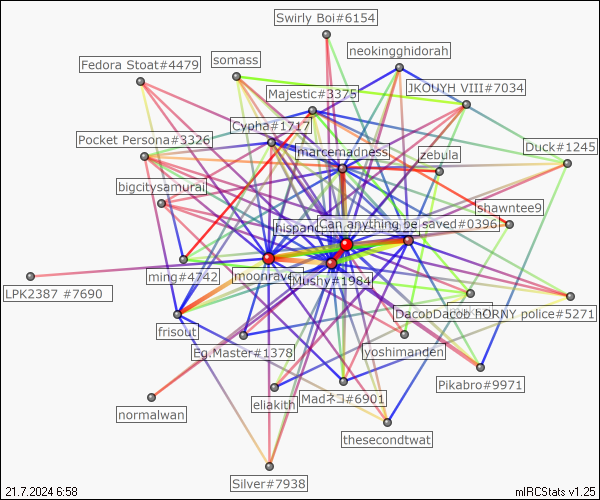 Swirly Boi#6154
neokingghidorah
somass
Fedora Stoat#4479
JKOUYH VIII#7034
Majestic#3375
Cypha#1717
Pocket Persona#3326
Duck#1245
marcemadness
zebula
bigcitysamurai
shawntee9
Can anything be saved#0396
ming#4742
Mushy#1984
LPK2387 #7690
DacobDacob hORNY police#5271
frisout
Eg.Master#1378
yoshimanden
Pikabro#9971
normalwan
eliakith
Madネコ#6901
thesecondtwat
Silver#7938
21.7.2024 6:58
mIRCStats v1.25